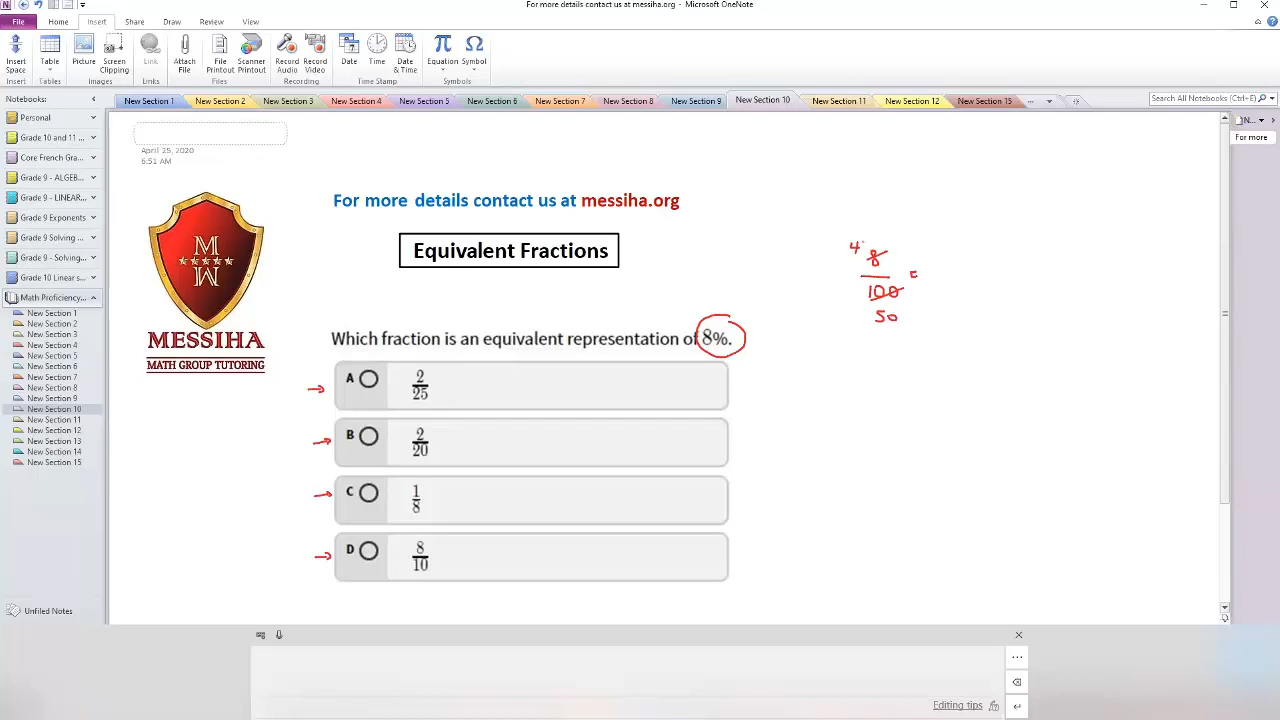 For more details contact us at messiha.org - Microsoft OneNote
File Home Insert Share Draw Review View
Insert Space Table Picture Screen Clipping Link Attach File File Printout Scanner Printout Record Audio Record Video Date Time Date & Time Equation Symbol
Insert Tables Images Links Files Recording Time Stamp Symbols
Notebooks: New Section 1 New Section 2 New Section 3 New Section 4 New Section 5 New Section 6 New Section 7 New Section 8 New Section 9 New Section 10 New Section 11 New Section 12 New Section 15 ... Search All Notebooks (Ctrl+E)
Personal
Grade 10 and 11 ...
Core French Gra...
Grade 9 - ALGEB...
Grade 9 - LINEAR...
Grade 9 Exponents
Grade 9 Solving ...
Grade 9 - Solving...
Grade 10 Linear s...
Math Proficiency...
New Section 1
New Section 2
New Section 3
New Section 4
New Section 5
New Section 6
New Section 7
New Section 8
New Section 9
New Section 10
New Section 11
New Section 12
New Section 13
New Section 14
New Section 15
Unfiled Notes
April 25, 2020
6:51 AM
M
M
MESSIHA
MATH GROUP TUTORING
For more details contact us at messiha.org
Equivalent Fractions
Which fraction is an equivalent representation of 8%.
A 2/25
B 2/20
C 1/8
D 8/10
4 8
100 =
50
N...
For more
Editing tips